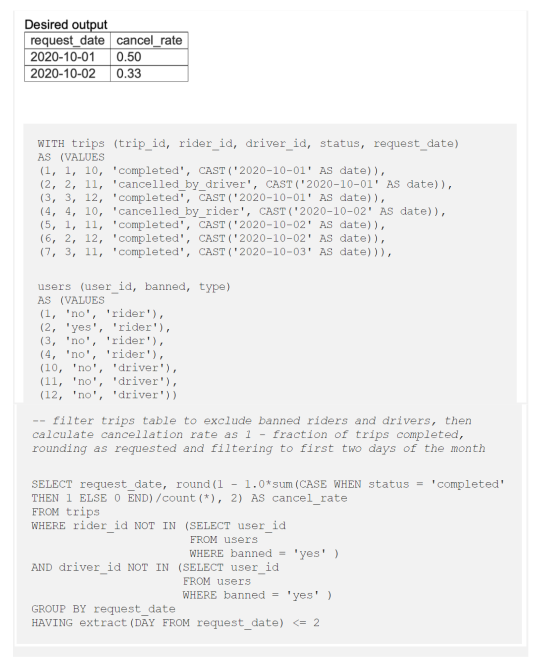 Desired output
request_date cancel_rate
2020-10-01 0.50
2020-10-02 0.33
WITH trips (trip_id, rider_id, driver_id, status, request_date)
AS (VALUES
(1, 1, 10, 'completed', CAST('2020-10-01' AS date)),
(2, 2, 11, 'cancelled_by_driver', CAST('2020-10-01' AS date)),
(3, 3, 12, 'completed', CAST('2020-10-01' AS date)),
(4, 4, 10, 'cancelled_by_rider', CAST('2020-10-02' AS date)),
(5, 1, 11, 'completed', CAST('2020-10-02' AS date)),
(6, 2, 12, 'completed', CAST('2020-10-02' AS date)),
(7, 3, 11, 'completed', CAST('2020-10-03' AS date))),
users (user_id, banned, type)
AS (VALUES
(1, 'no', 'rider'),
(2, 'yes', 'rider'),
(3, 'no', 'rider'),
(4, 'no', 'rider'),
(10, 'no', 'driver'),
(11, 'no', 'driver'),
(12, 'no', 'driver'))
-- filter trips table to exclude banned riders and drivers, then
calculate cancellation rate as 1 - fraction of trips completed,
rounding as requested and filtering to first two days of the month
SELECT request_date, round(1 - 1.0*sum(CASE WHEN status = 'completed'
THEN 1 ELSE 0 END)/count(*), 2) AS cancel_rate
FROM trips
WHERE rider_id NOT IN (SELECT user_id
FROM users
WHERE banned = 'yes' )
AND driver_id NOT IN (SELECT user_id
FROM users
WHERE banned = 'yes' )
GROUP BY request_date
HAVING extract(DAY FROM request_date) <= 2